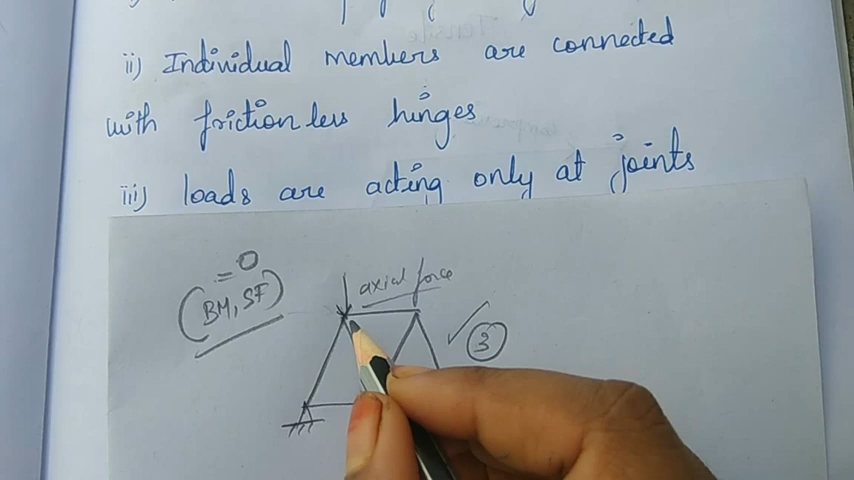 ii) Individual members are connected
with frictionless hinges
iii) loads are acting only at joints
= 0
(BM, SF)
axial force
3